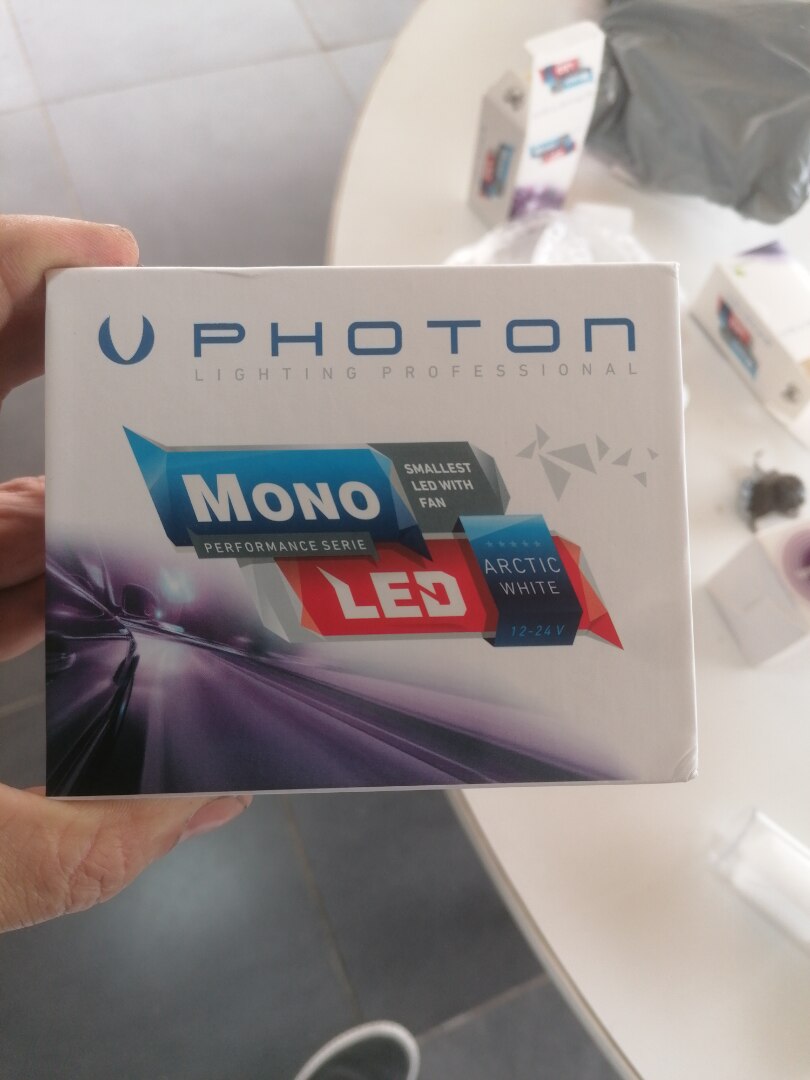 PHOTON
LIGHTING PROFESSIONAL
MONO
SMALLEST
LED WITH
FAN
PERFORMANCE SERIE
LED
ARCTIC
WHITE
12-24 V